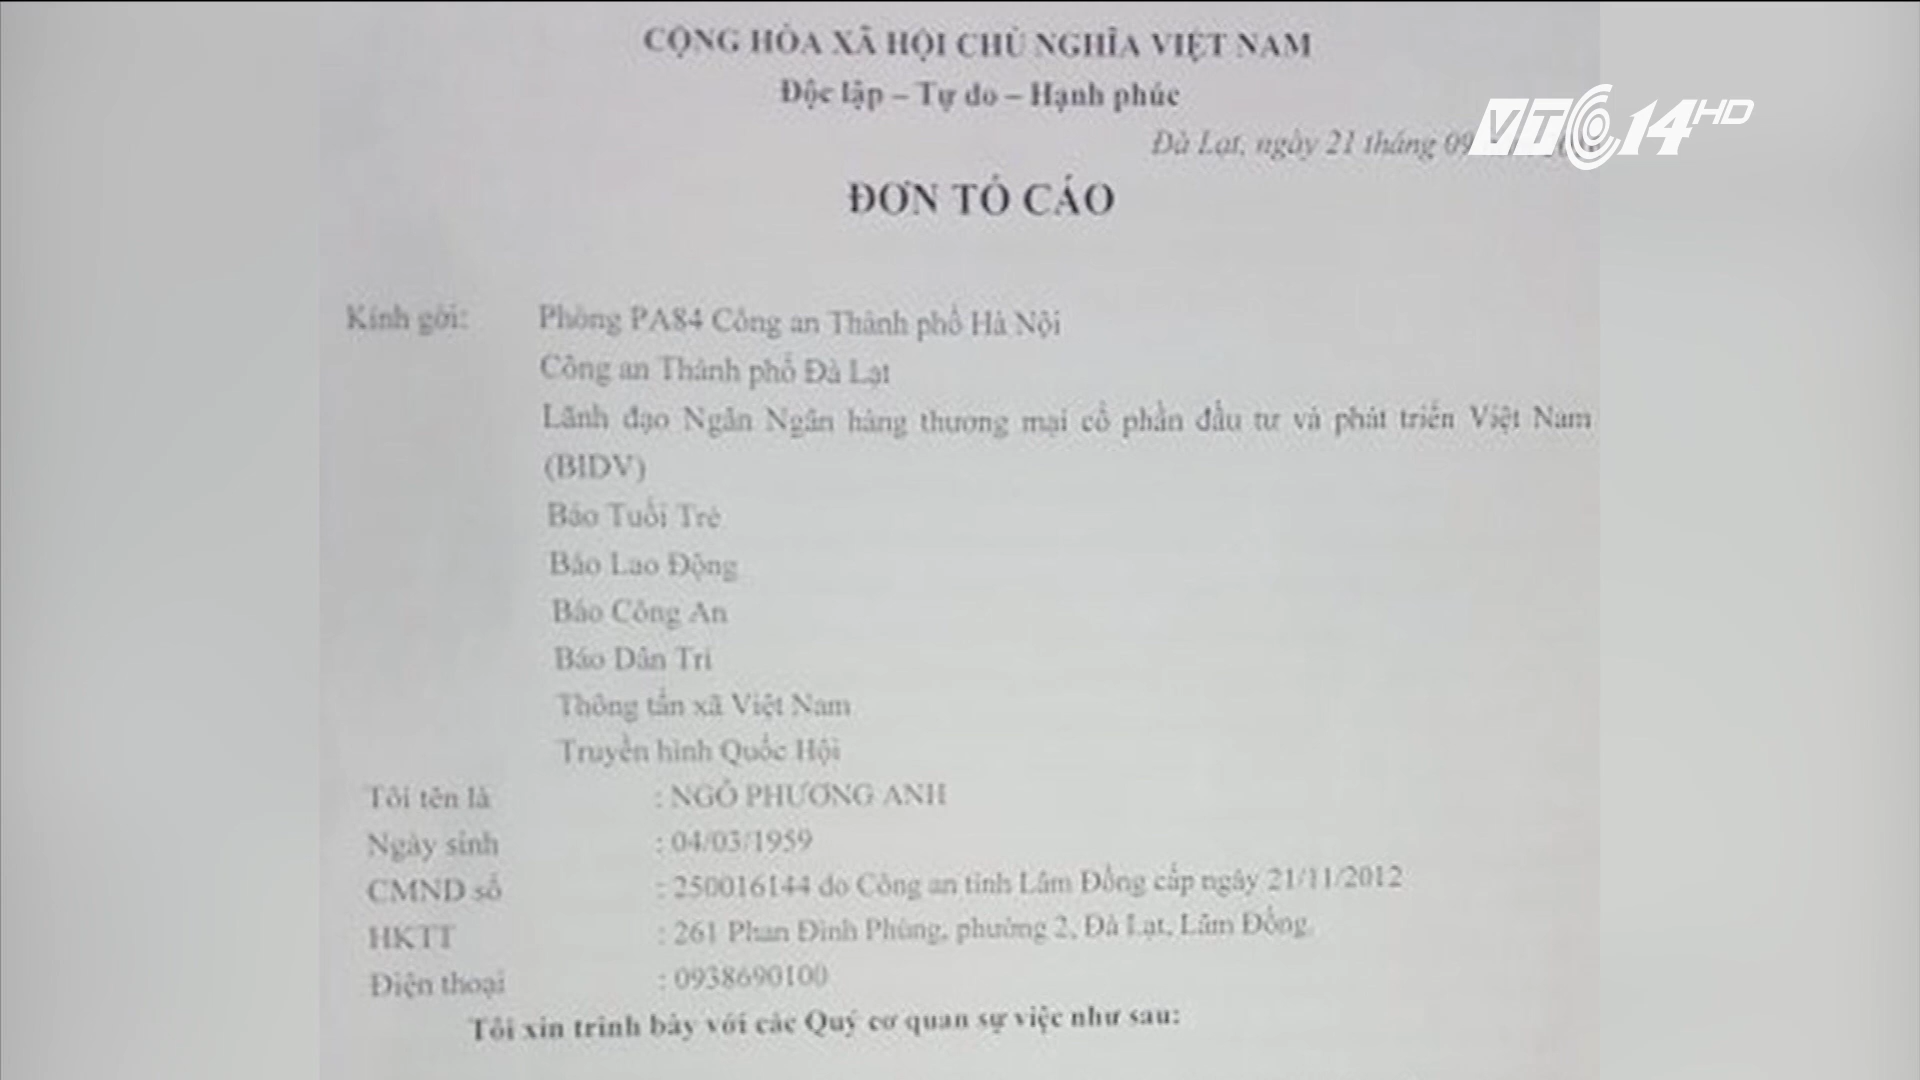 CỘNG HÒA XÃ HỘI CHỦ NGHĨA VIỆT NAM
Độc lập – Tự do – Hạnh phúc
VTC14 HD
Đà Lạt, ngày 21 tháng 09
ĐƠN TỐ CÁO
Kính gởi: Phòng PA84 Công an Thành phố Hà Nội
Công an Thành phố Đà Lạt
Lãnh đạo Ngân Ngân hàng thương mại cổ phần đầu tư và phát triển Việt Nam
(BIDV)
Báo Tuổi Trẻ
Báo Lao Động
Báo Công An
Báo Dân Trí
Thông tấn xã Việt Nam
Truyền hình Quốc Hội
Tôi tên là : NGÔ PHƯƠNG ANH
Ngày sinh : 04/03/1959
CMND số : 250016144 do Công an tỉnh Lâm Đồng cấp ngày 21/11/2012
HKTT : 261 Phan Đình Phùng, phường 2, Đà Lạt, Lâm Đồng.
Điện thoại : 0938690100
Tôi xin trình bày với các Quý cơ quan sự việc như sau: